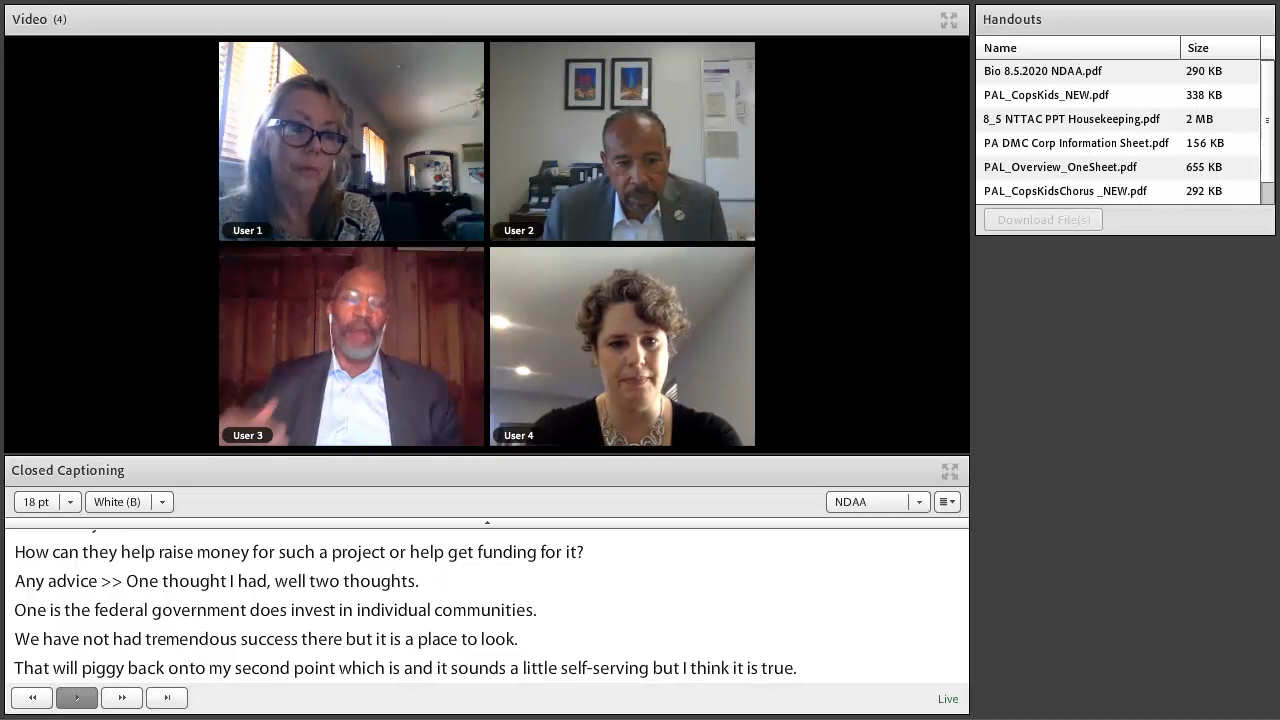 Video (4)
User 1
User 2
User 3
User 4
Handouts
Name Size
Bio 8.5.2020 NDAA.pdf 290 KB
PAL_CopsKids_NEW.pdf 338 KB
8_5 NTTAC PPT Housekeeping.pdf 2 MB
PA DMC Corp Information Sheet.pdf 156 KB
PAL_Overview_OneSheet.pdf 655 KB
PAL_CopsKidsChorus _NEW.pdf 292 KB
Download File(s)
Closed Captioning
18 pt White (B) NDAA
How can they help raise money for such a project or help get funding for it?
Any advice >> One thought I had, well two thoughts.
One is the federal government does invest in individual communities.
We have not had tremendous success there but it is a place to look.
That will piggy back onto my second point which is and it sounds a little self-serving but I think it is true.
Live